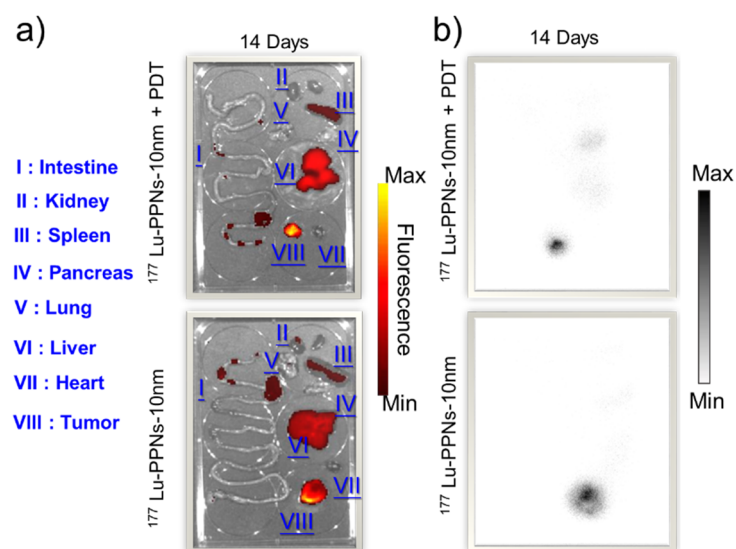 a)
14 Days
177 Lu-PPNs-10nm + PDT
II
III
V
IV
I
VI
VIII
VII
I : Intestine
II : Kidney
III : Spleen
IV : Pancreas
V : Lung
VI : Liver
VII : Heart
VIII : Tumor
Max
Fluorescence
Min
177 Lu-PPNs-10nm
II
III
V
I
IV
VI
VII
VIII
b)
14 Days
177 Lu-PPNs-10nm + PDT
Max
Min
177 Lu-PPNs-10nm